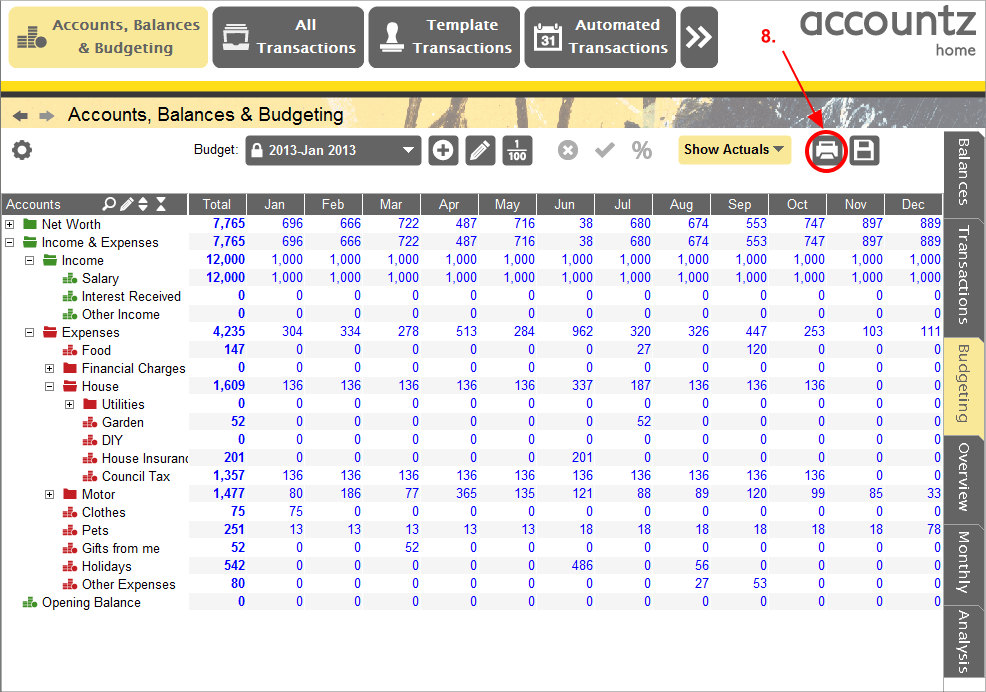 Accounts, Balances
& Budgeting
All
Transactions
Template
Transactions
Automated
Transactions
31
8.
accountz
home
Accounts, Balances & Budgeting
Budget: 2013-Jan 2013
1
100
%
Show Actuals
Accounts Total Jan Feb Mar Apr May Jun Jul Aug Sep Oct Nov Dec
Net Worth 7,765 696 666 722 487 716 38 680 674 553 747 897 889
Income & Expenses 7,765 696 666 722 487 716 38 680 674 553 747 897 889
Income 12,000 1,000 1,000 1,000 1,000 1,000 1,000 1,000 1,000 1,000 1,000 1,000 1,000
Salary 12,000 1,000 1,000 1,000 1,000 1,000 1,000 1,000 1,000 1,000 1,000 1,000 1,000
Interest Received 0 0 0 0 0 0 0 0 0 0 0 0 0
Other Income 0 0 0 0 0 0 0 0 0 0 0 0 0
Expenses 4,235 304 334 278 513 284 962 320 326 447 253 103 111
Food 147 0 0 0 0 0 0 27 0 120 0 0 0
Financial Charges 0 0 0 0 0 0 0 0 0 0 0 0 0
House 1,609 136 136 136 136 136 337 187 136 136 136 0 0
Utilities 0 0 0 0 0 0 0 0 0 0 0 0 0
Garden 52 0 0 0 0 0 0 52 0 0 0 0 0
DIY 0 0 0 0 0 0 0 0 0 0 0 0 0
House Insuranc 201 0 0 0 0 0 201 0 0 0 0 0 0
Council Tax 1,357 136 136 136 136 136 136 136 136 136 136 0 0
Motor 1,477 80 186 77 365 135 121 88 89 120 99 85 33
Clothes 75 75 0 0 0 0 0 0 0 0 0 0 0
Pets 251 13 13 13 13 13 18 18 18 18 18 18 78
Gifts from me 52 0 0 52 0 0 0 0 0 0 0 0 0
Holidays 542 0 0 0 0 0 486 0 56 0 0 0 0
Other Expenses 80 0 0 0 0 0 0 0 27 53 0 0 0
Opening Balance 0 0 0 0 0 0 0 0 0 0 0 0 0
Balances
Transactions
Budgeting
Overview
Monthly
Analysis